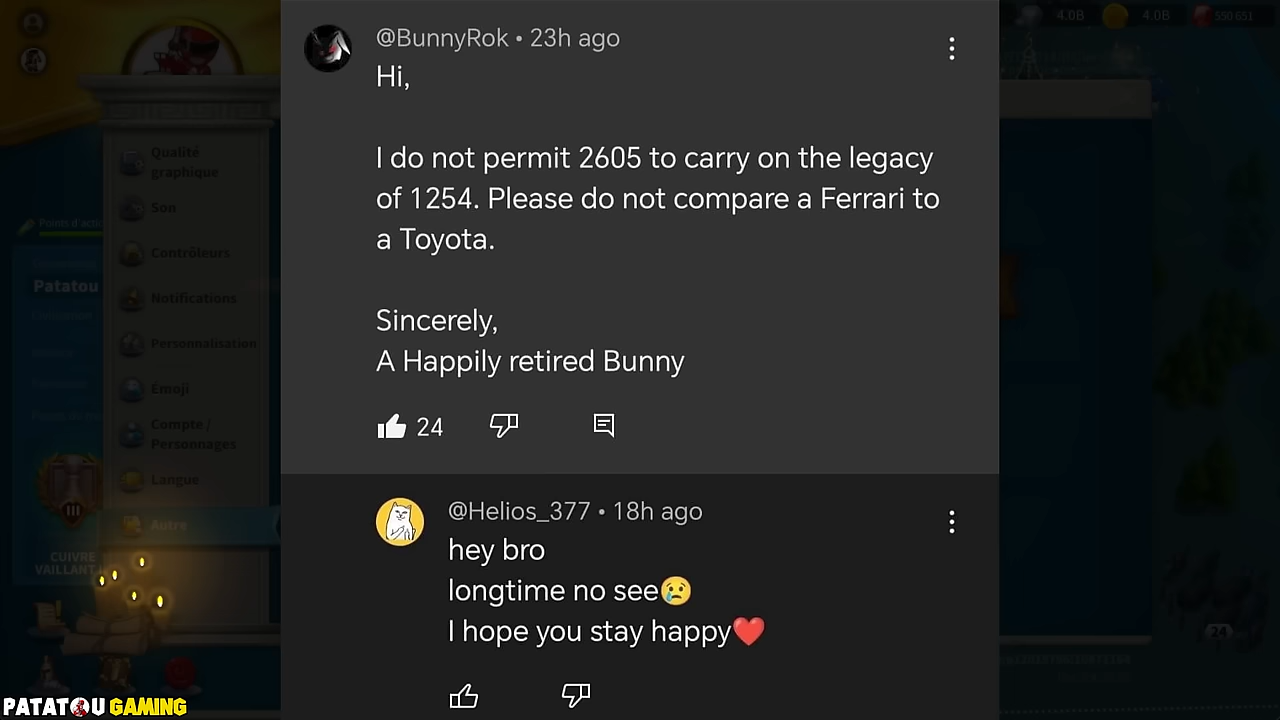 4.0B
4.0B
550 651
@BunnyRok • 23h ago
Hi,
I do not permit 2605 to carry on the legacy
of 1254. Please do not compare a Ferrari to
a Toyota.
Sincerely,
A Happily retired Bunny
24
@Helios_377 • 18h ago
hey bro
longtime no see😢
I hope you stay happy❤️
Qualité
graphique
Son
Points d'actio
Contrôleurs
Patatou
Notifications
Personnalisation
Emoji
Compte /
Personnages
Langue
III
Autre
CUIVRE
VAILLANT
24
PATATOU GAMING